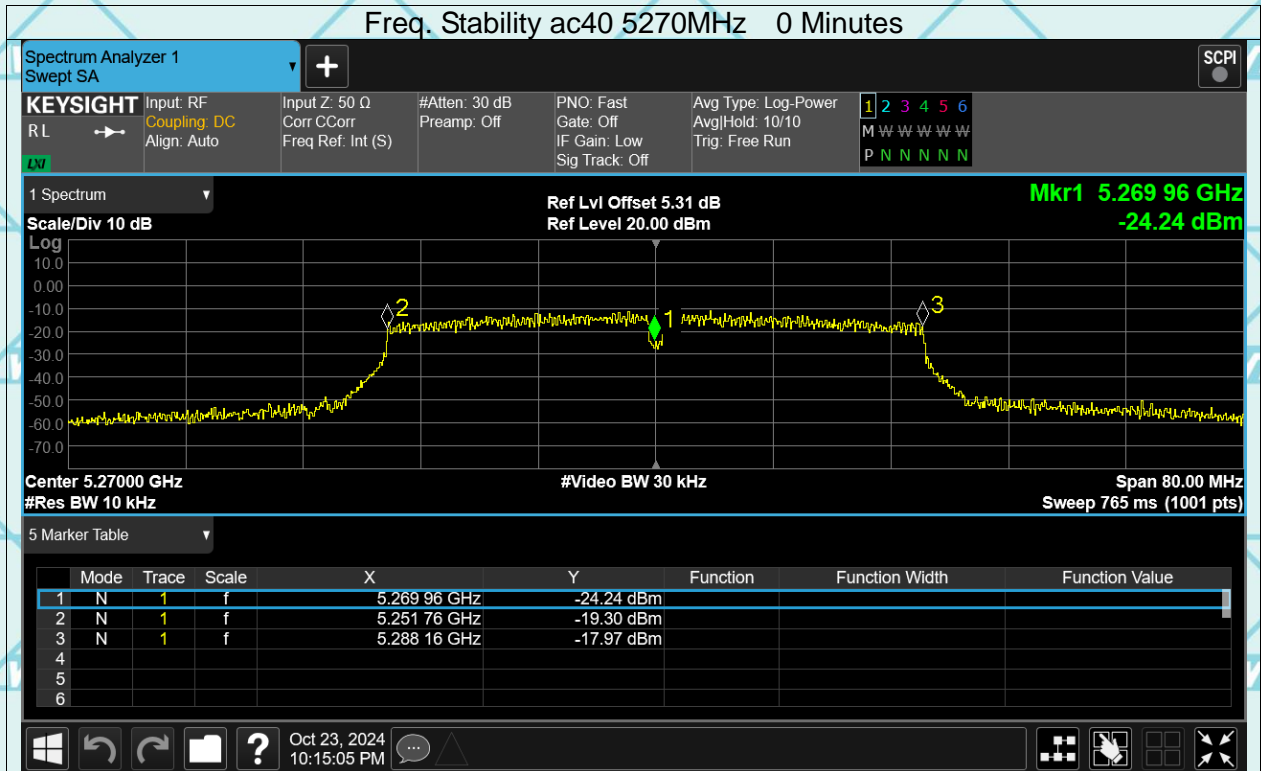 Freq. Stability ac40 5270MHz 0 Minutes
Spectrum Analyzer 1
Swept SA
+
SCPI
KEYSIGHT Input: RF Input Z: 50 Ω #Atten: 30 dB PNO: Fast Avg Type: Log-Power 1 2 3 4 5 6
RL Coupling: DC Corr CCorr Preamp: Off Gate: Off Avg|Hold: 10/10 M W W W W W
Align: Auto Freq Ref: Int (S) IF Gain: Low Trig: Free Run P N N N N N
LXI Sig Track: Off
1 Spectrum Ref Lvl Offset 5.31 dB Mkr1 5.269 96 GHz
Scale/Div 10 dB Ref Level 20.00 dBm -24.24 dBm
Log
10.0
0.00
-10.0 2 1 3
-20.0
-30.0
-40.0
-50.0
-60.0
-70.0
Center 5.27000 GHz #Video BW 30 kHz Span 80.00 MHz
#Res BW 10 kHz Sweep 765 ms (1001 pts)
5 Marker Table
Mode Trace Scale X Y Function Function Width Function Value
1 N 1 f 5.269 96 GHz -24.24 dBm
2 N 1 f 5.251 76 GHz -19.30 dBm
3 N 1 f 5.288 16 GHz -17.97 dBm
4
5
6
? Oct 23, 2024
10:15:05 PM